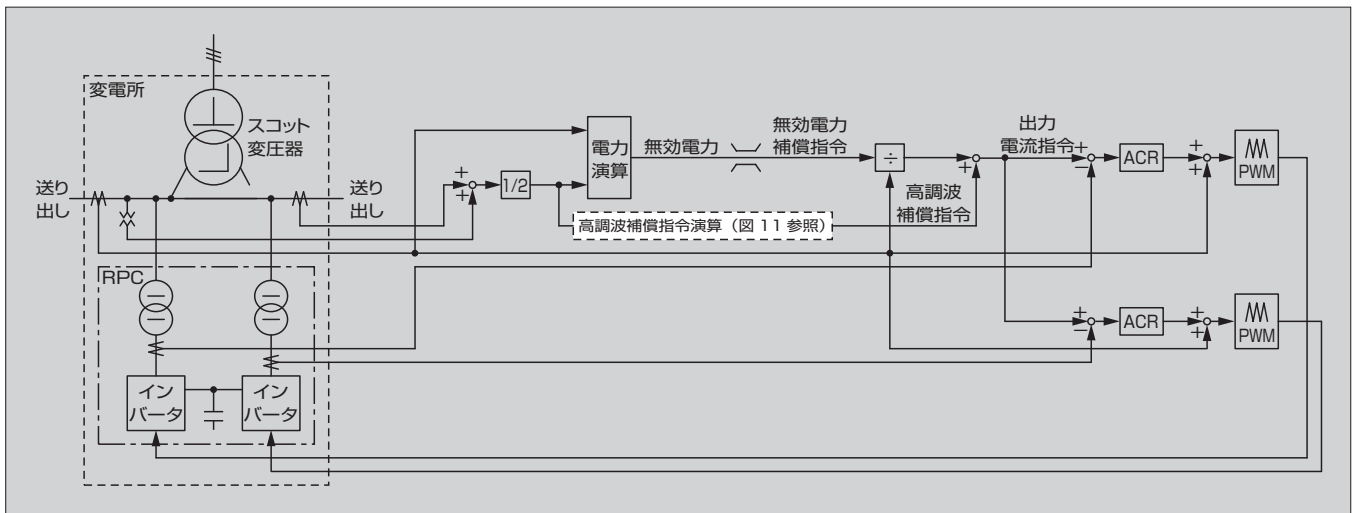 変電所
スコット
変圧器
送り
出し
送り
出し
RPC
イン
バータ
イン
バータ
+
+
1/2
電力
演算
無効電力
無効電力
補償指令
÷
+
+
高調波
補償指令
高調波補償指令演算（図 11 参照）
出力
電流指令
+
−
ACR
+
+
PWM
+
−
ACR
+
+
PWM